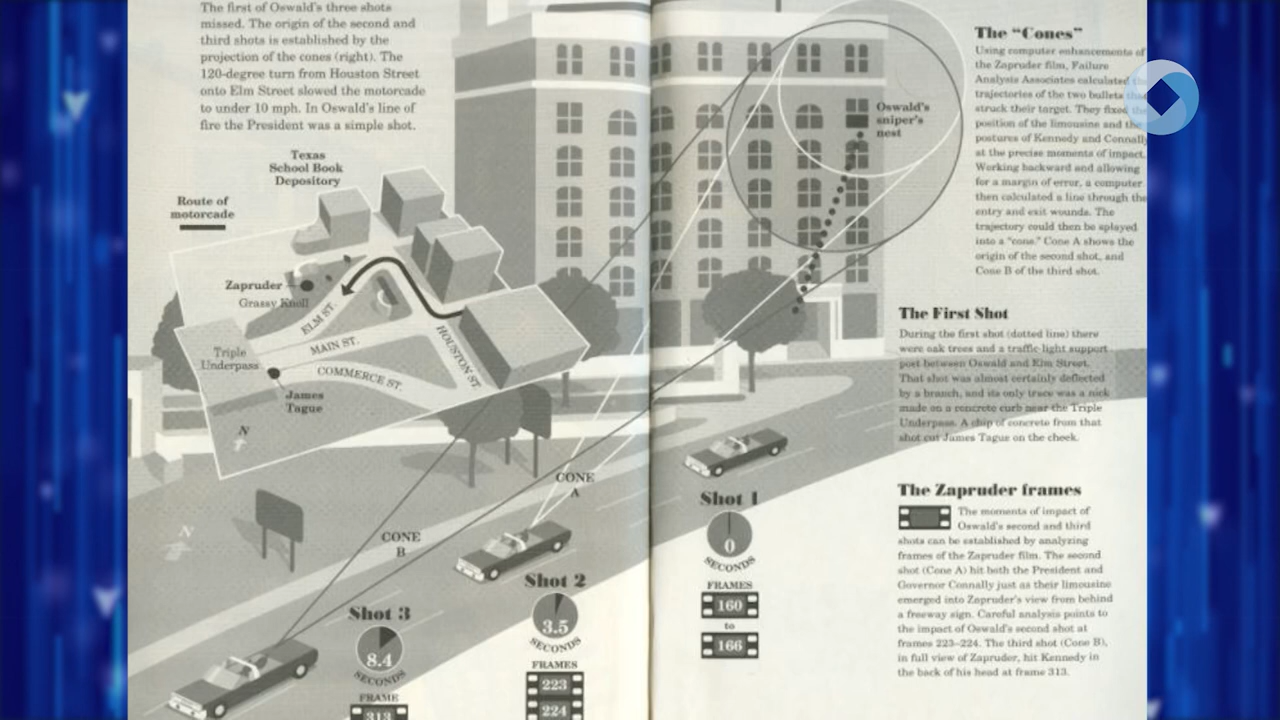 The first of Oswald's three shots
missed. The origin of the second and
third shots is established by the
projection of the cones (right). The
120-degree turn from Houston Street
onto Elm Street slowed the motorcade
to under 10 mph. In Oswald's line of
fire the President was a simple shot.
Texas
School Book
Depository
Route of
motorcade
Zapruder
Grassy Knoll
ELM ST.
MAIN ST.
COMMERCE ST.
HOUSTON ST.
Triple
Underpass
James
Tague
N
N
CONE
A
CONE
B
Shot 3
8.4
SECONDS
FRAME
313
Shot 2
3.5
SECONDS
FRAMES
223
224
Shot 1
0
SECONDS
FRAMES
160
to
166
Oswald's
sniper's
nest
The "Cones"
Using computer enhancements of
the Zapruder film, Failure
Analysis Associates calculated the
trajectories of the two bullets that
struck their target. They fixed the
position of the limousine and the
postures of Kennedy and Connally
at the precise moments of impact.
Working backward and allowing
for a margin of error, a computer
then calculated a line through the
entry and exit wounds. The
trajectory could then be splayed
into a "cone." Cone A shows the
origin of the second shot, and
Cone B of the third shot.
The First Shot
During the first shot (dotted line) there
were oak trees and a traffic-light support
post between Oswald and Elm Street.
That shot was almost certainly deflected
by a branch, and its only trace was a nick
made on a concrete curb near the Triple
Underpass. A chip of concrete from that
shot cut James Tague on the cheek.
The Zapruder frames
The moments of impact of
Oswald's second and third
shots can be established by analyzing
frames of the Zapruder film. The second
shot (Cone A) hit both the President and
Governor Connally just as their limousine
emerged into Zapruder's view from behind
a freeway sign. Careful analysis points to
the impact of Oswald's second shot at
frames 223–224. The third shot (Cone B),
in full view of Zapruder, hit Kennedy in
the back of his head at frame 313.